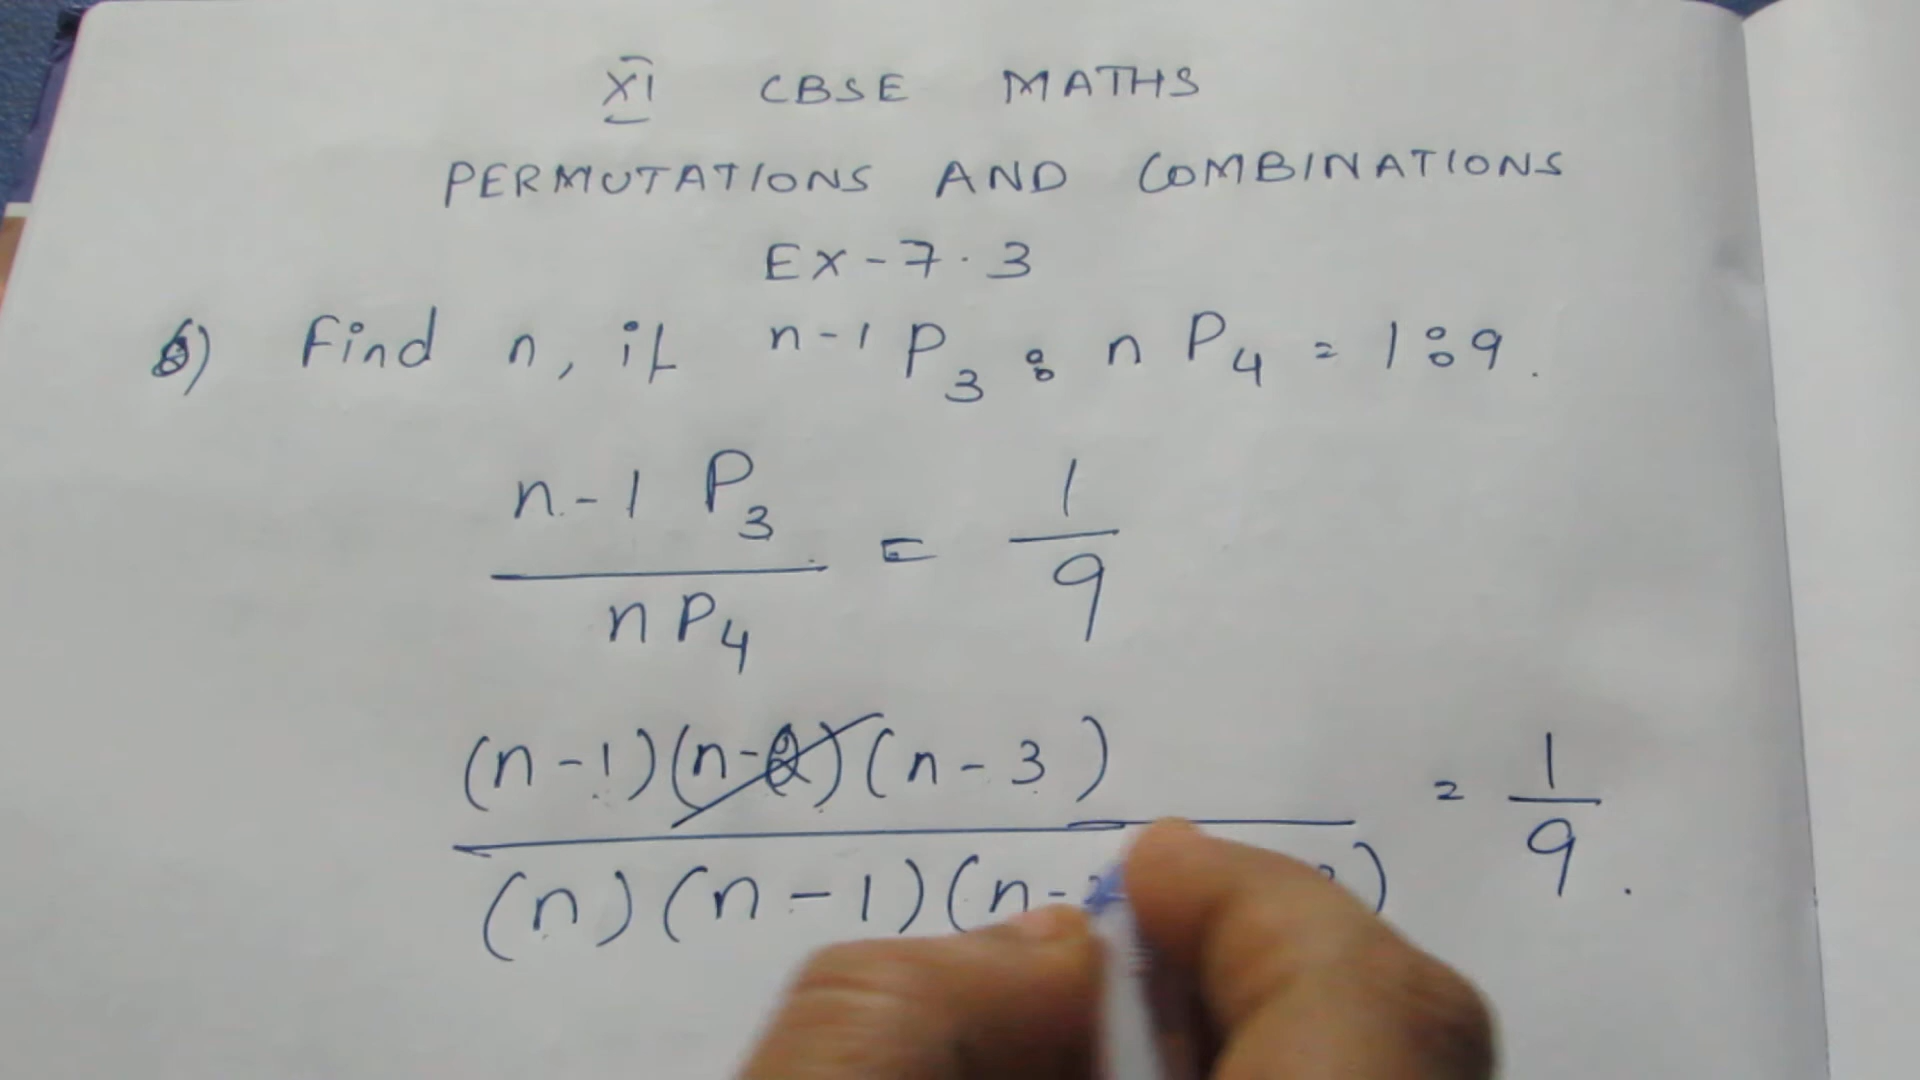 XI CBSE MATHS
PERMUTATIONS AND COMBINATIONS
EX-7.3
6) Find n, if n-1 P3 : n P4 = 1:9.
n-1 P3 / n P4 = 1/9
(n-1)(n-2)(n-3) / (n)(n-1)(n- ) = 1/9.